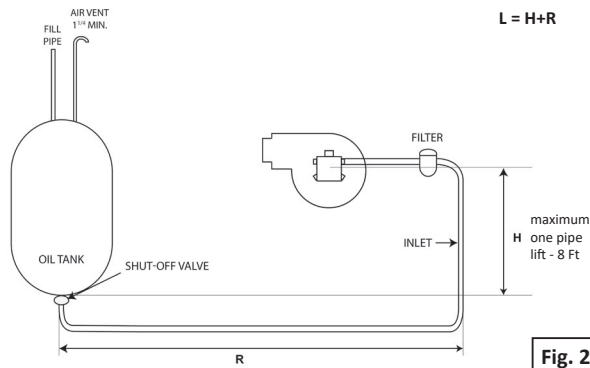 L = H+R
AIR VENT
1 1/4 MIN.
FILL
PIPE
FILTER
INLET
H
maximum
one pipe
lift - 8 Ft
OIL TANK
SHUT-OFF VALVE
R
Fig. 2